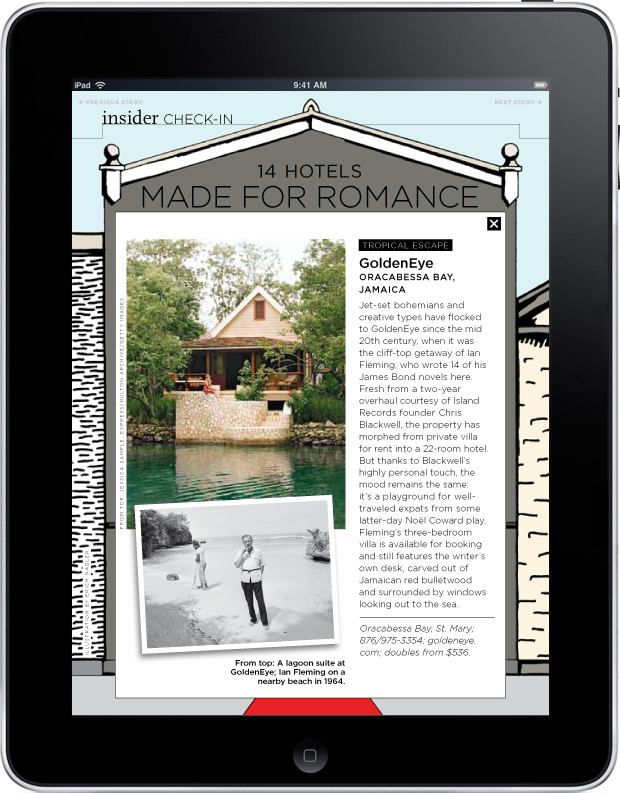 iPad 9:41 AM
← PREVIOUS STORY NEXT STORY →
insider CHECK-IN
14 HOTELS
MADE FOR ROMANCE
TROPICAL ESCAPE
GoldenEye
ORACABESSA BAY,
JAMAICA
Jet-set bohemians and
creative types have flocked
to GoldenEye since the mid
20th century, when it was
the cliff-top getaway of Ian
Fleming, who wrote 14 of his
James Bond novels here.
Fresh from a two-year
overhaul courtesy of Island
Records founder Chris
Blackwell, the property has
morphed from private villa
for rent into a 22-room hotel.
But thanks to Blackwell's
highly personal touch, the
mood remains the same:
it's a playground for well-
traveled expats from some
latter-day Noël Coward play.
Fleming's three-bedroom
villa is available for booking
and still features the writer's
own desk, carved out of
Jamaican red bulletwood
and surrounded by windows
looking out to the sea.
Oracabessa Bay, St. Mary;
876/975-3354; goldeneye.
com; doubles from $536.
FROM TOP: JESSICA SAMPLE; EXPRESS/HULTON ARCHIVE/GETTY IMAGES
ILLUSTRATION BY ERICH NAGLER
From top: A lagoon suite at
GoldenEye; Ian Fleming on a
nearby beach in 1964.